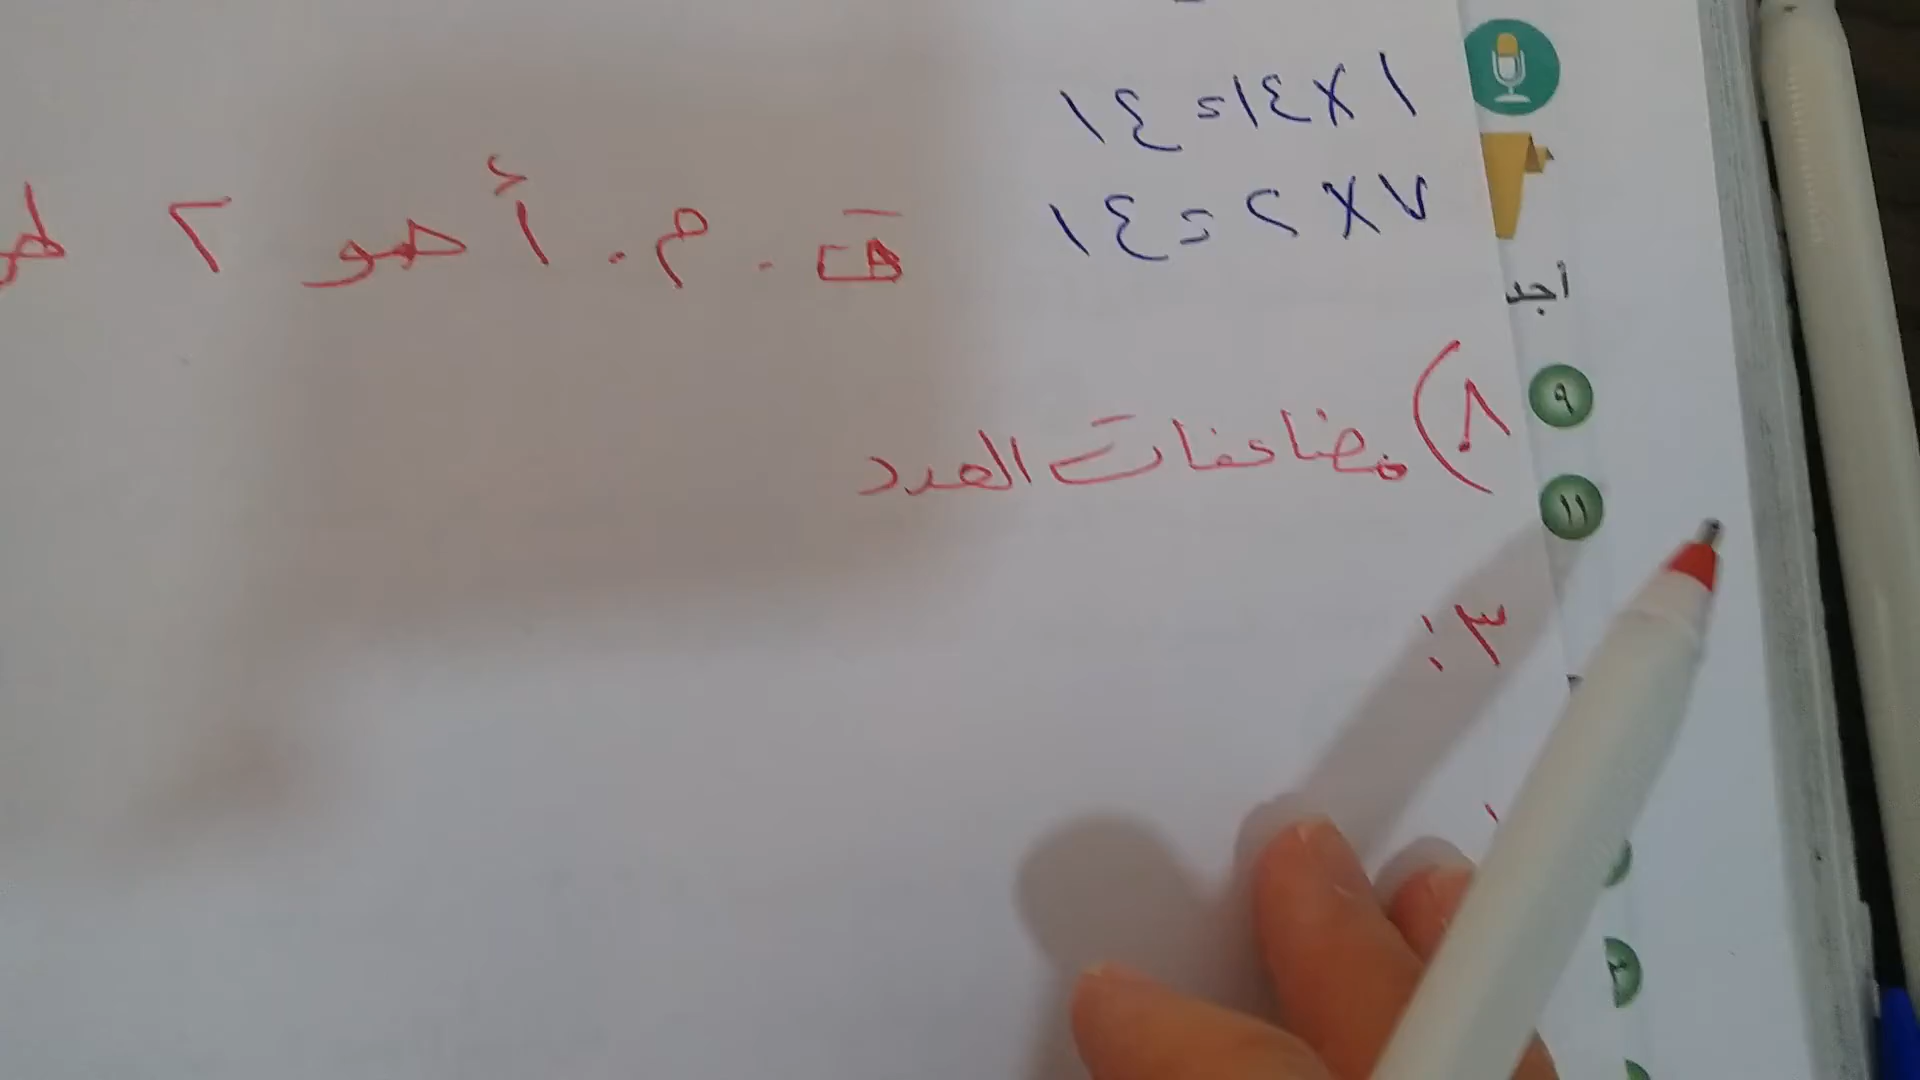 ١ × ١٤ = ١٤
٧ × ٢ = ١٤
ق . م . أ هو ٢
أجد
٨) مضاعفات العدد
٩
١١
٣ :